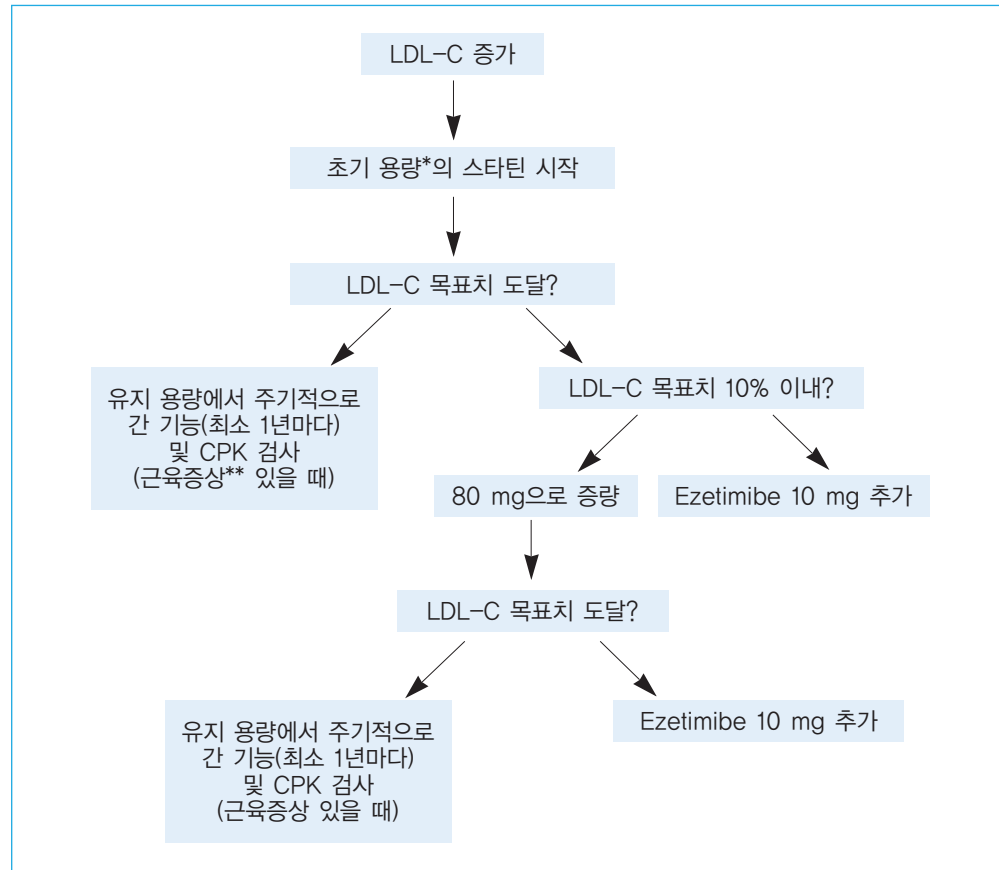 LDL-C 증가
초기 용량*의 스타틴 시작
LDL-C 목표치 도달?
유지 용량에서 주기적으로
간 기능(최소 1년마다)
및 CPK 검사
(근육증상** 있을 때)
LDL-C 목표치 10% 이내?
80 mg으로 증량
Ezetimibe 10 mg 추가
LDL-C 목표치 도달?
유지 용량에서 주기적으로
간 기능(최소 1년마다)
및 CPK 검사
(근육증상 있을 때)
Ezetimibe 10 mg 추가